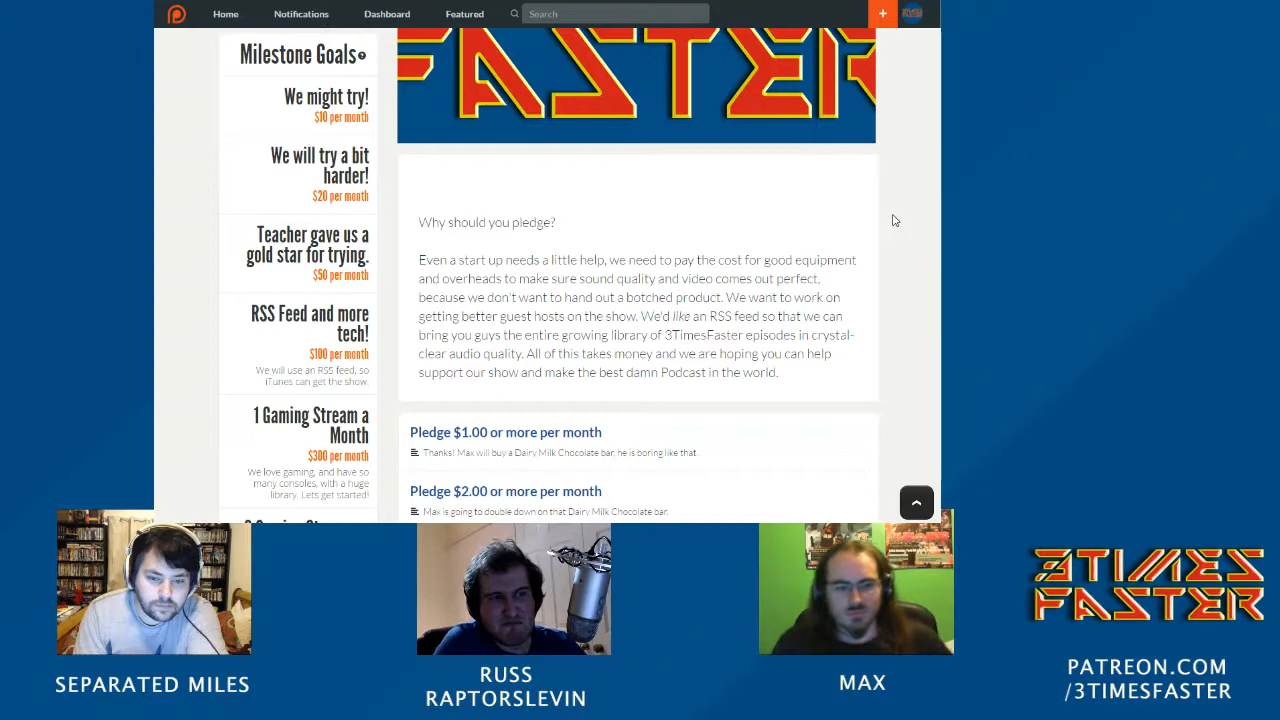 Home
Notifications
Dashboard
Featured
Search
+
Milestone Goals
We might try!
$10 per month
We will try a bit
harder!
$20 per month
Teacher gave us a
gold star for trying.
$50 per month
RSS Feed and more
tech!
$100 per month
We will use an RSS feed, so
iTunes can get the show.
1 Gaming Stream a
Month
$300 per month
We love gaming, and have so
many consoles, with a huge
library. Lets get started!
FASTER
Why should you pledge?
Even a start up needs a little help, we need to pay the cost for good equipment
and overheads to make sure sound quality and video comes out perfect,
because we don't want to hand out a botched product. We want to work on
getting better guest hosts on the show. We'd like an RSS feed so that we can
bring you guys the entire growing library of 3TimesFaster episodes in crystal-
clear audio quality. All of this takes money and we are hoping you can help
support our show and make the best damn Podcast in the world.
Pledge $1.00 or more per month
Thanks! Max will buy a Dairy Milk Chocolate bar, he is boring like that.
Pledge $2.00 or more per month
Max is going to double down on that Dairy Milk Chocolate bar.
SEPARATED MILES
RUSS
RAPTORSLEVIN
MAX
3TIMES
FASTER
PATREON.COM
/3TIMESFASTER